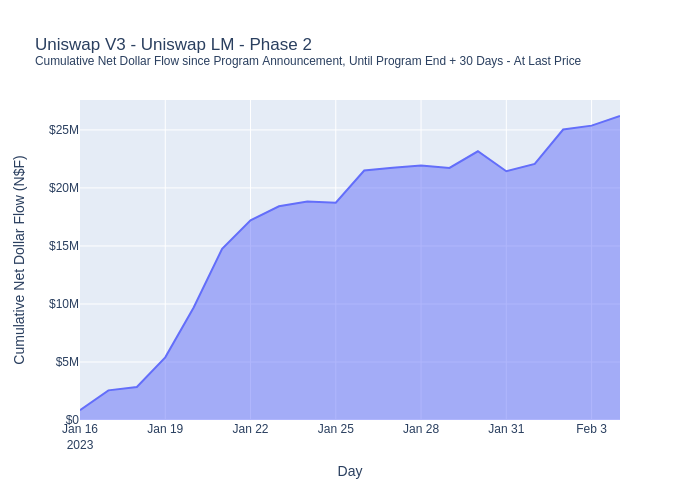 Uniswap V3 - Uniswap LM - Phase 2
Cumulative Net Dollar Flow since Program Announcement, Until Program End + 30 Days - At Last Price
Cumulative Net Dollar Flow (N$F)
$25M
$20M
$15M
$10M
$5M
$0
Jan 16 Jan 19 Jan 22 Jan 25 Jan 28 Jan 31 Feb 3
2023
Day